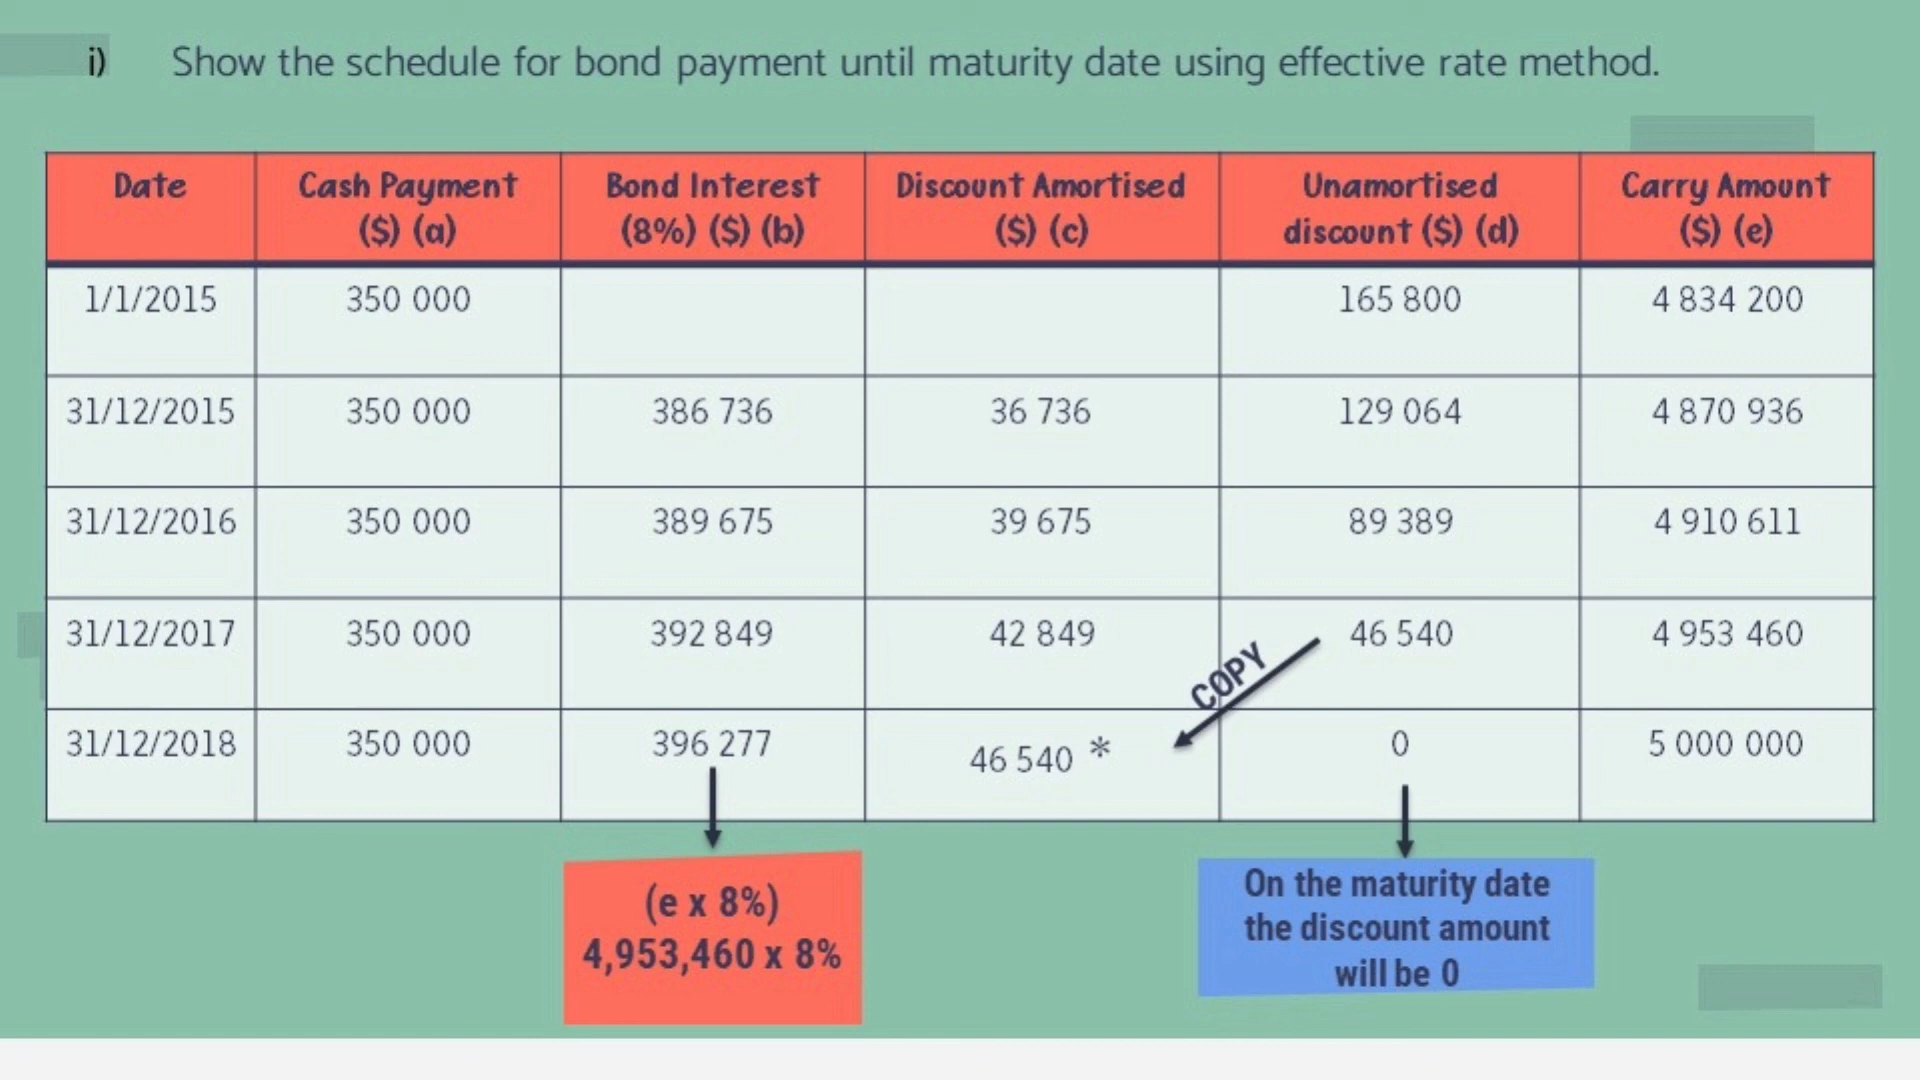 i) Show the schedule for bond payment until maturity date using effective rate method.
Date
Cash Payment
($) (a)
Bond Interest
(8%) ($) (b)
Discount Amortised
($) (c)
Unamortised
discount ($) (d)
Carry Amount
($) (e)
1/1/2015 350 000 165 800 4 834 200
31/12/2015 350 000 386 736 36 736 129 064 4 870 936
31/12/2016 350 000 389 675 39 675 89 389 4 910 611
31/12/2017 350 000 392 849 42 849 46 540 4 953 460
COPY
31/12/2018 350 000 396 277 46 540 * 0 5 000 000
(e x 8%)
4,953,460 x 8%
On the maturity date
the discount amount
will be 0